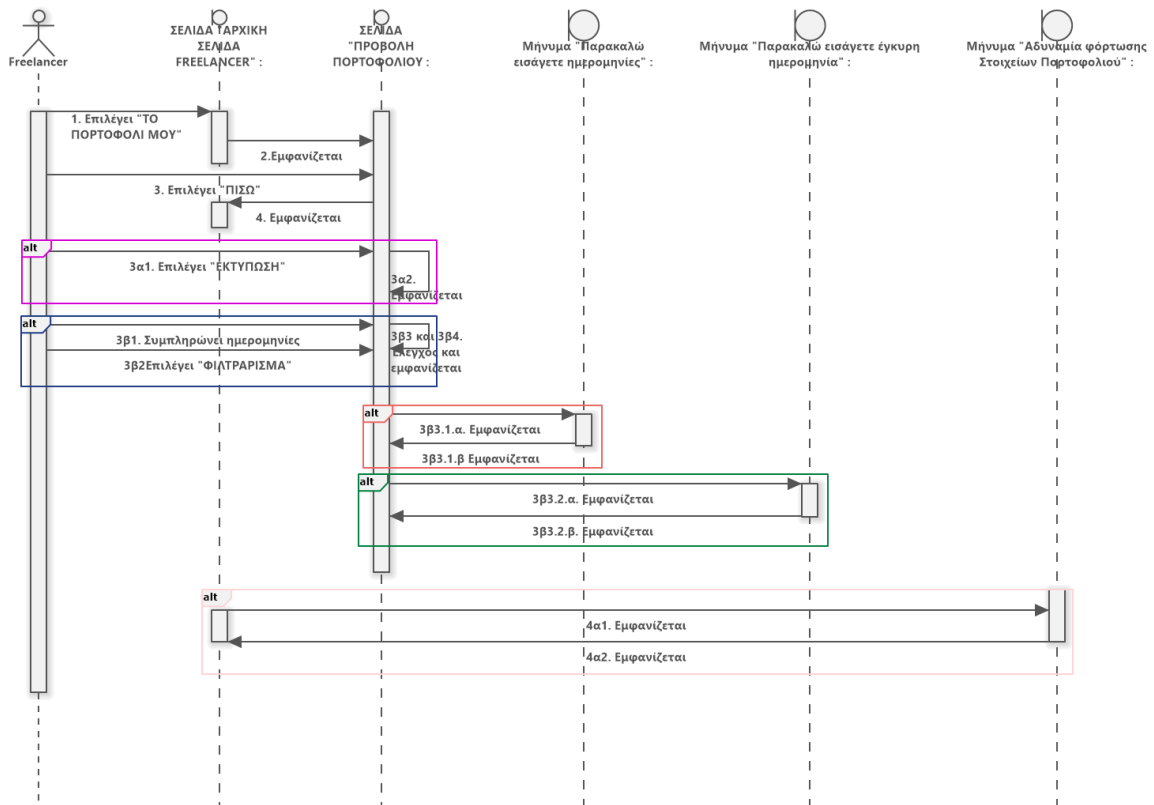 Freelancer
ΣΕΛΙΔΑ "ΑΡΧΙΚΗ
ΣΕΛΙΔΑ
FREELANCER" :
ΣΕΛΙΔΑ
"ΠΡΟΒΟΛΗ
ΠΟΡΤΟΦΟΛΙΟΥ :
Μήνυμα "Παρακαλώ
εισάγετε ημερομηνίες" :
Μήνυμα "Παρακαλώ εισάγετε έγκυρη
ημερομηνία" :
Μήνυμα "Αδυναμία φόρτωσης
Στοιχείων Πορτοφολιού" :
1. Επιλέγει "ΤΟ
ΠΟΡΤΟΦΟΛΙ ΜΟΥ"
2.Εμφανίζεται
3. Επιλέγει "ΠΙΣΩ"
4. Εμφανίζεται
alt
3α1. Επιλέγει "ΕΚΤΥΠΩΣΗ"
3α2.
Εμφανίζεται
alt
3β1. Συμπληρώνει ημερομηνίες
3β2Επιλέγει "ΦΙΛΤΡΑΡΙΣΜΑ"
3β3 και 3β4.
Έλεγχος και
εμφανίζεται
alt
3β3.1.α. Εμφανίζεται
3β3.1.β Εμφανίζεται
alt
3β3.2.α. Εμφανίζεται
3β3.2.β. Εμφανίζεται
alt
4α1. Εμφανίζεται
4α2. Εμφανίζεται